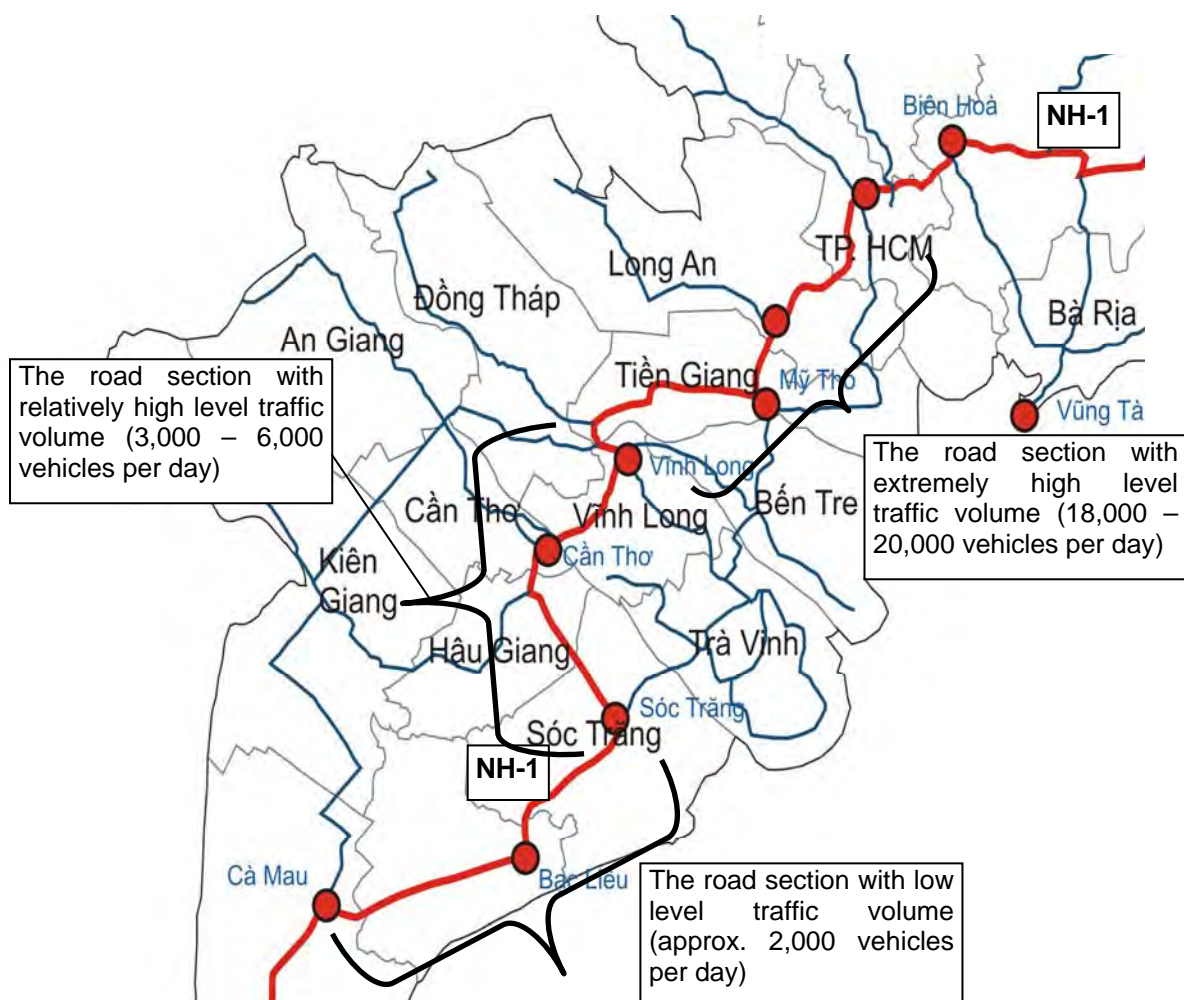 Biên Hoà
NH-1
TP. HCM
Long An
Đồng Tháp
Bà Rịa
An Giang
Tiền Giang
Mỹ Tho
Vũng Tà
The road section with
relatively high level traffic
volume (3,000 – 6,000
vehicles per day)
Vĩnh Long
The road section with
extremely high level
traffic volume (18,000 –
20,000 vehicles per day)
Bến Tre
Cần Thơ
Vĩnh Long
Cần Thơ
Kiên
Giang
Hâu Giang
Trà Vinh
Sóc Trăng
Sóc Trăng
NH-1
Cà Mau
Bạc Liêu
The road section with low
level traffic volume
(approx. 2,000 vehicles
per day)